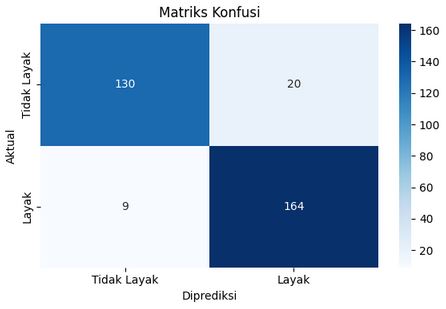 Matriks Konfusi
Aktual
Tidak Layak
130
20
Layak
9
164
Tidak Layak
Layak
Diprediksi
160
140
120
100
80
60
40
20